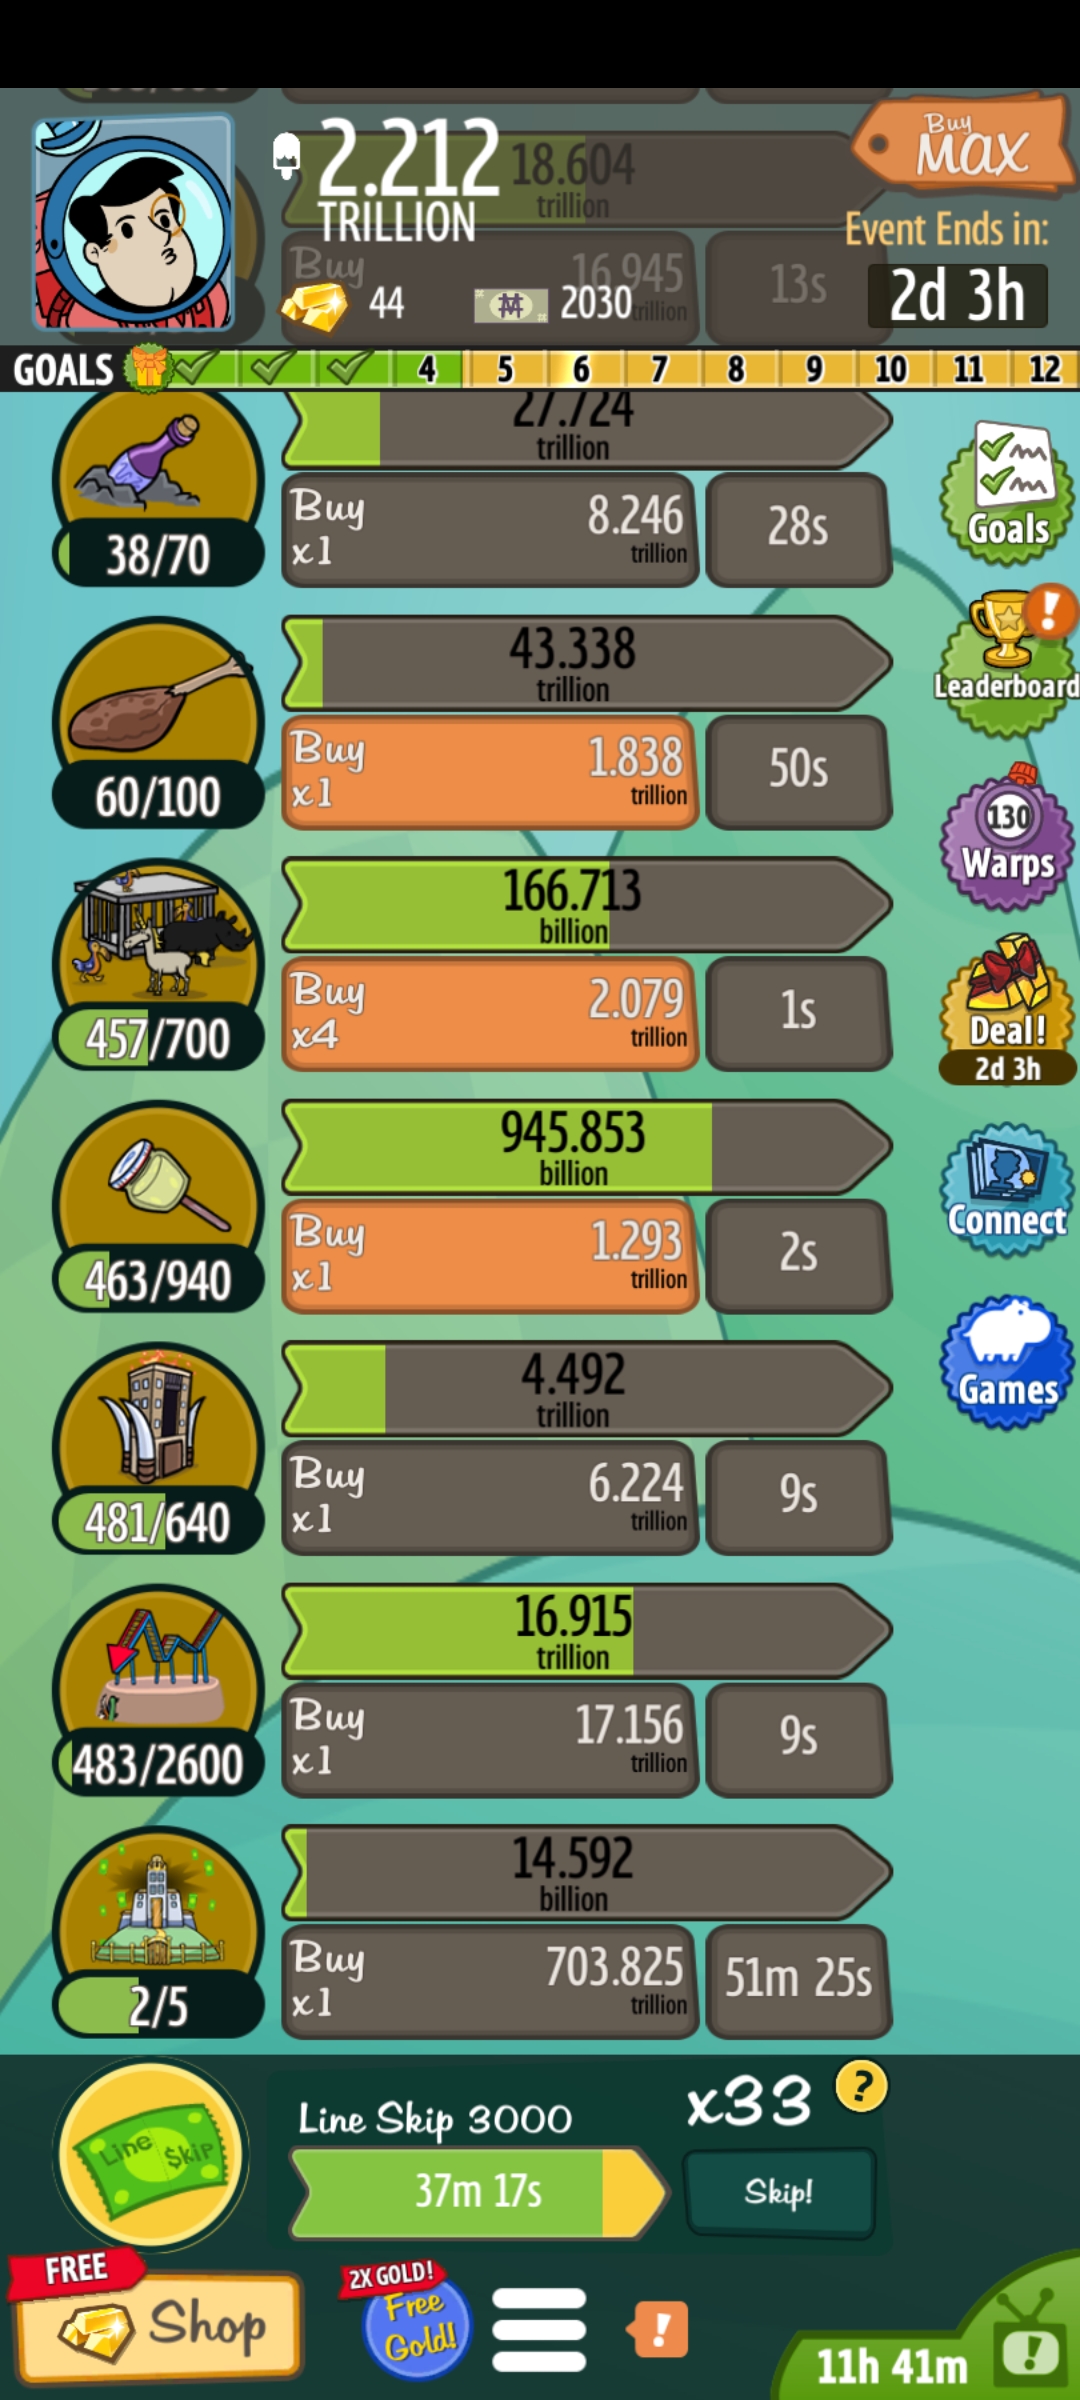 2.212
TRILLION
18.604
trillion
Buy
MAX
Event Ends in:
2d 3h
Buy
16.945
trillion
13s
44
2030
GOALS
4
5
6
7
8
9
10
11
12
27.724
trillion
38/70
Buy
x1
8.246
trillion
28s
Goals
43.338
trillion
60/100
Buy
x1
1.838
trillion
50s
Leaderboard
!
130
Warps
166.713
billion
457/700
Buy
x4
2.079
trillion
1s
Deal!
2d 3h
945.853
billion
463/940
Buy
x1
1.293
trillion
2s
Connect
4.492
trillion
481/640
Buy
x1
6.224
trillion
9s
Games
16.915
trillion
483/2600
Buy
x1
17.156
trillion
9s
14.592
billion
2/5
Buy
x1
703.825
trillion
51m 25s
Line $kip
Line Skip 3000
37m 17s
x33
?
Skip!
FREE
Shop
2X GOLD!
Free
Gold!
!
11h 41m
!